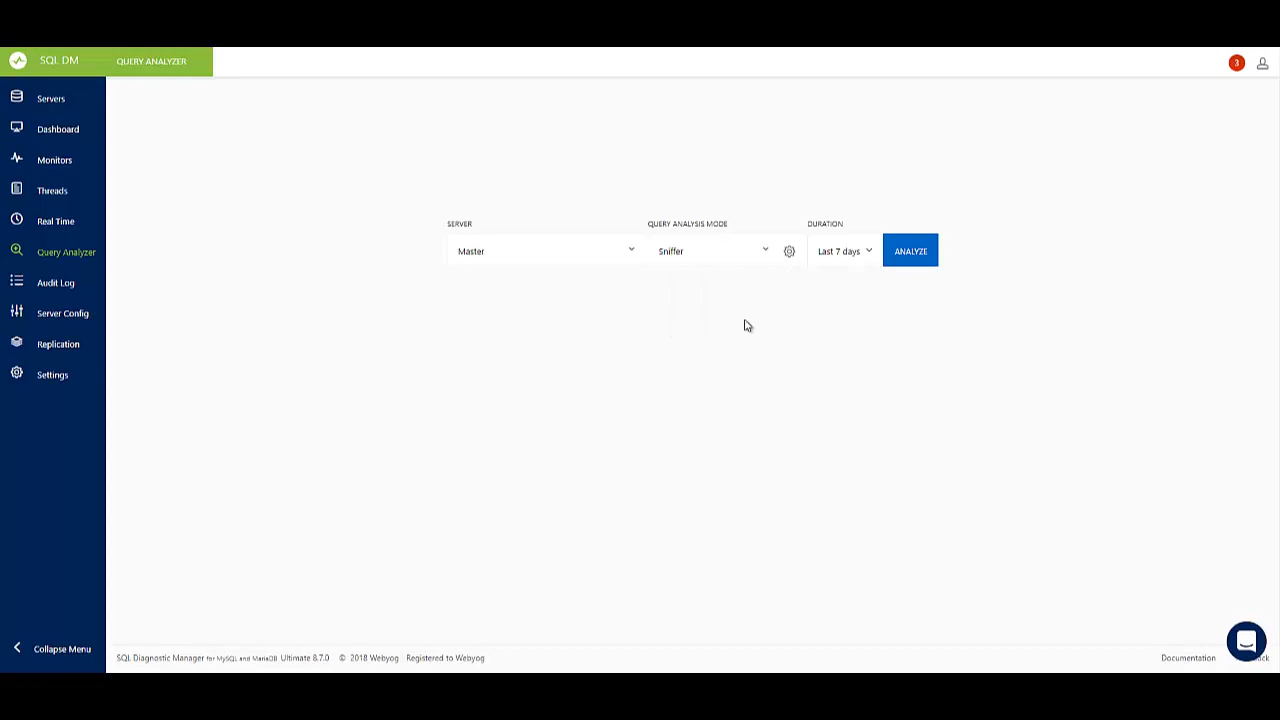 SQL DM
QUERY ANALYZER
3
Servers
Dashboard
Monitors
Threads
Real Time
Query Analyzer
Audit Log
Server Config
Replication
Settings
Collapse Menu
SERVER
QUERY ANALYSIS MODE
DURATION
Master
Sniffer
Last 7 days
ANALYZE
SQL Diagnostic Manager for MySQL and MariaDB Ultimate 8.7.0 © 2018 Webyog Registered to Webyog
Documentation